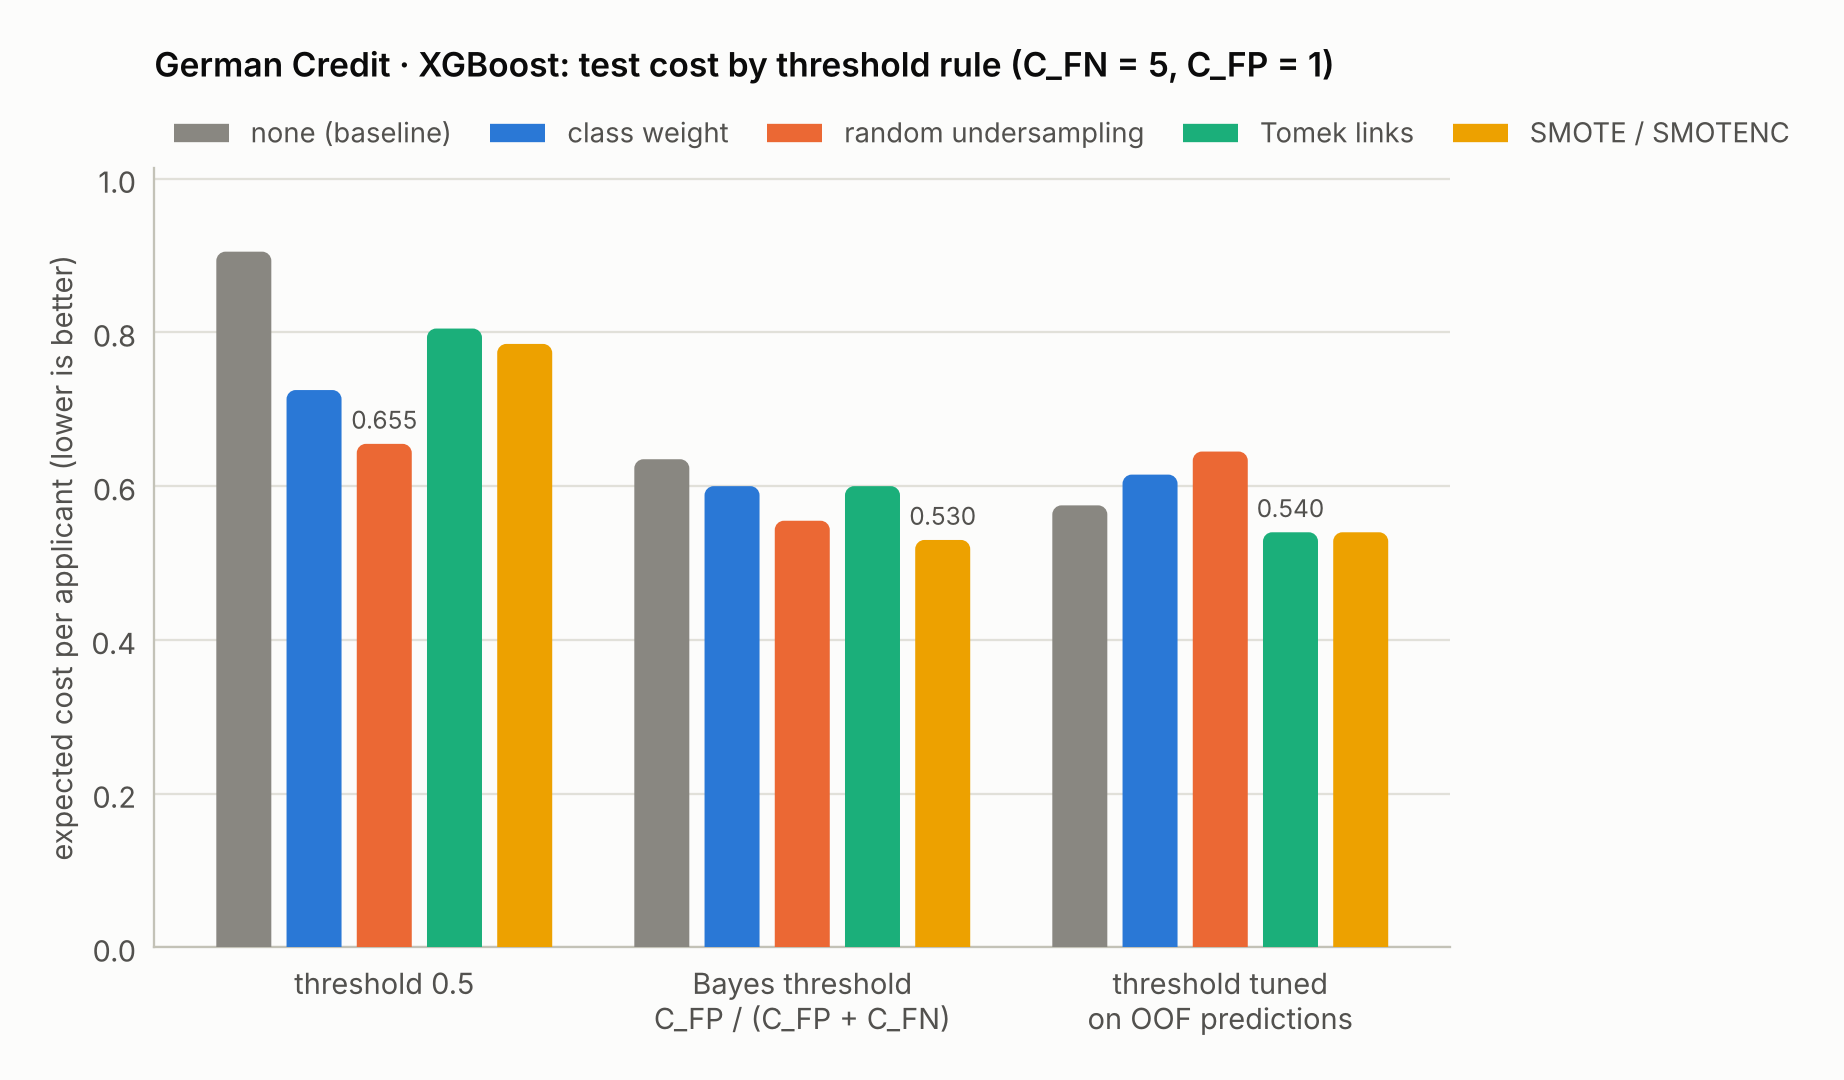 German Credit · XGBoost: test cost by threshold rule (C_FN = 5, C_FP = 1)
none (baseline)
class weight
random undersampling
Tomek links
SMOTE / SMOTENC
expected cost per applicant (lower is better)
1.0
0.8
0.6
0.4
0.2
0.0
0.655
0.530
0.540
threshold 0.5
Bayes threshold
C_FP / (C_FP + C_FN)
threshold tuned
on OOF predictions